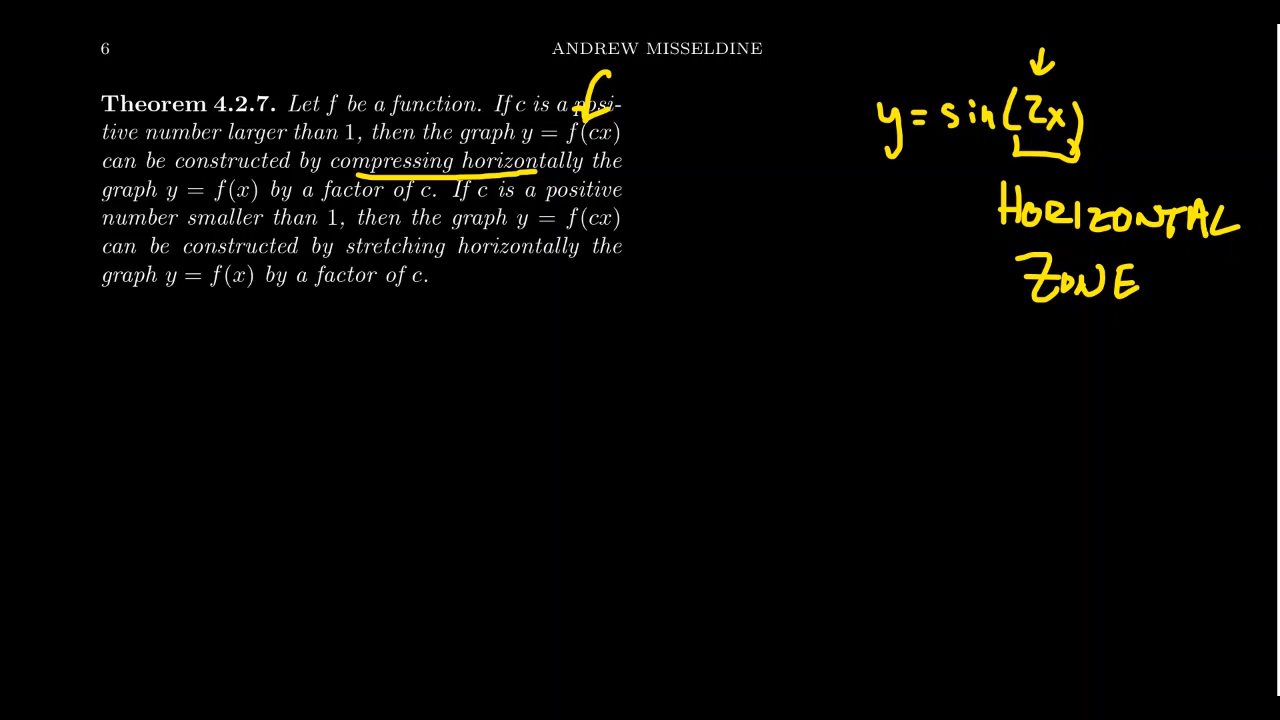 6 ANDREW MISSELDINE
Theorem 4.2.7. Let f be a function. If c is a posi-
tive number larger than 1, then the graph y = f(cx)
can be constructed by compressing horizontally the
graph y = f(x) by a factor of c. If c is a positive
number smaller than 1, then the graph y = f(cx)
can be constructed by stretching horizontally the
graph y = f(x) by a factor of c.
y = sin(2x)
HORIZONTAL
ZONE